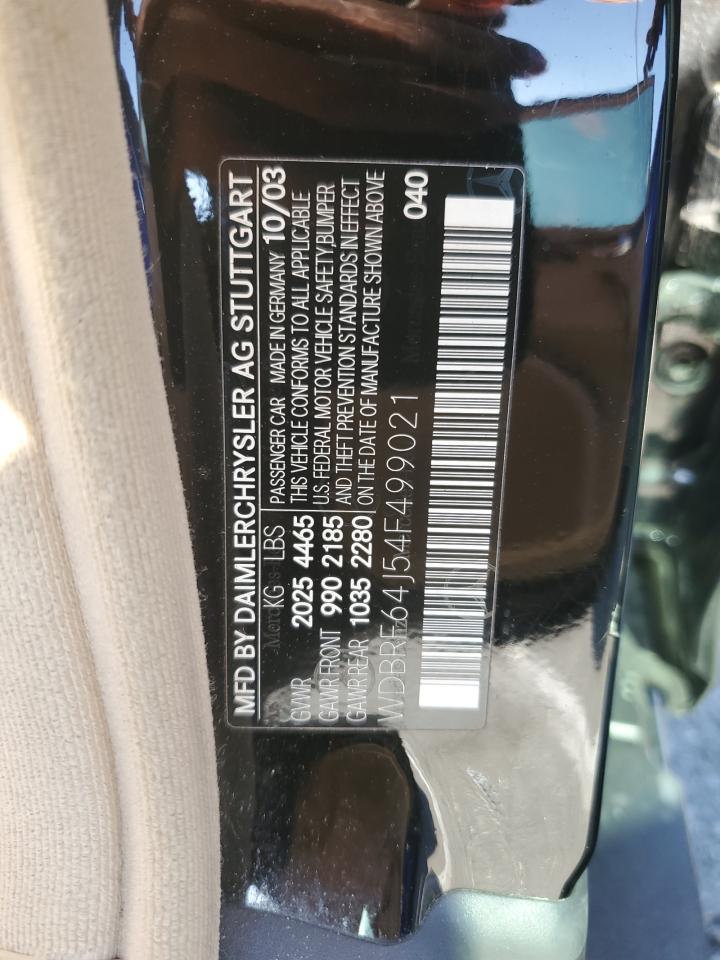 MFD BY DAIMLERCHRYSLER AG STUTTGART
KG LBS
GVWR 2025 4465
GAWR FRONT 990 2185
GAWR REAR 1035 2280
PASSENGER CAR MADE IN GERMANY 10/03
THIS VEHICLE CONFORMS TO ALL APPLICABLE
U.S. FEDERAL MOTOR VEHICLE SAFETY, BUMPER
AND THEFT PREVENTION STANDARDS IN EFFECT
ON THE DATE OF MANUFACTURE SHOWN ABOVE
WDBRF64J54F499021
040